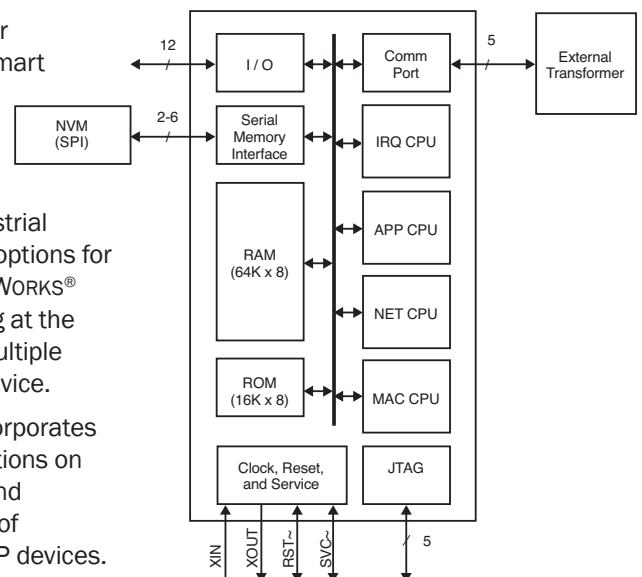 r
mart
strial
options for
WORKS®
g at the
ultiple
vice.
orporates
tions on
nd
of
P devices.
12
I / O
Comm
Port
5
External
Transformer
NVM
(SPI)
2-6
Serial
Memory
Interface
IRQ CPU
RAM
(64K x 8)
APP CPU
NET CPU
ROM
(16K x 8)
MAC CPU
Clock, Reset,
and Service
JTAG
XIN
XOUT
RST~
SVC~
5